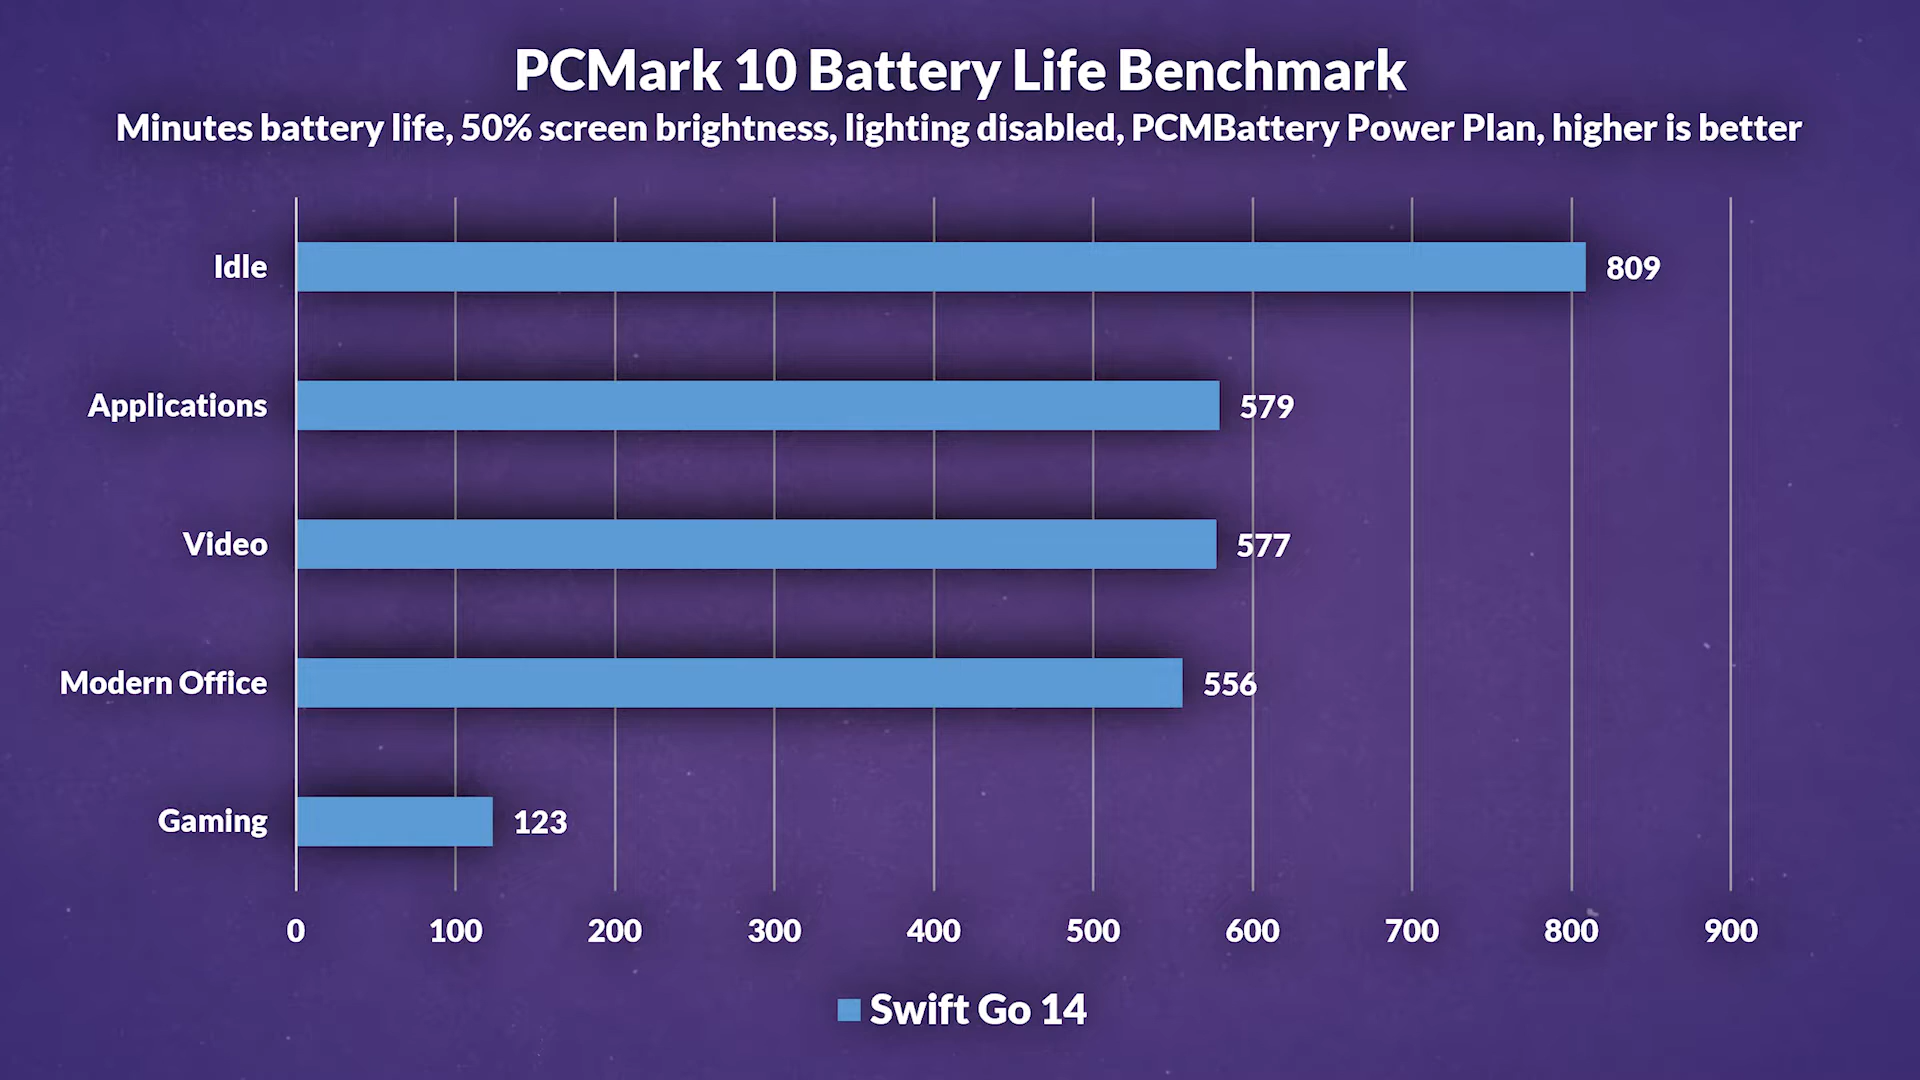 PCMark 10 Battery Life Benchmark
Minutes battery life, 50% screen brightness, lighting disabled, PCMBattery Power Plan, higher is better
Idle 809
Applications 579
Video 577
Modern Office 556
Gaming 123
0 100 200 300 400 500 600 700 800 900
Swift Go 14